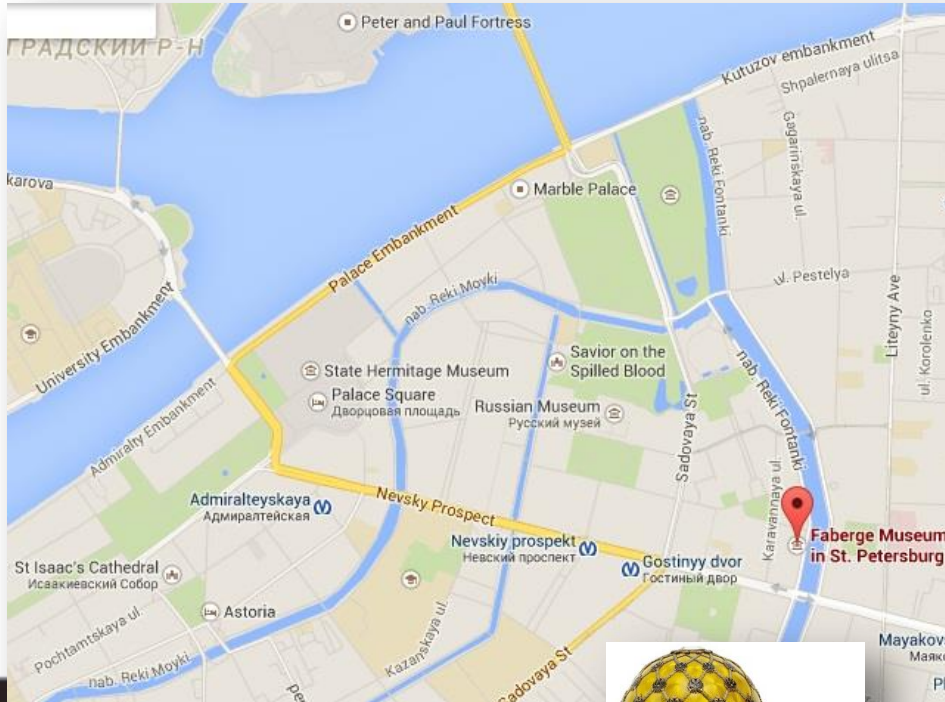 Peter and Paul Fortress
ГРАДСКИЙ Р-Н
Kutuzov embankment
Shpalernaya ulitsa
nab. Reki Fontanki
Gagarinskaya ul.
karova
Marble Palace
Palace Embankment
ul. Pestelya
nab. Reki Moyki
Liteyny Ave
ul. Korolenko
University Embankment
State Hermitage Museum
Savior on the
Spilled Blood
Palace Square
Дворцовая площадь
Russian Museum
Русский музей
nab. Reki Fontanki
Sadovaya St
Admiralty Embankment
Karavannaya ul.
Admiralteyskaya
Адмиралтейская
Nevsky Prospect
Faberge Museum
in St. Petersburg
Nevskiy prospekt
Невский проспект
Gostinyy dvor
Гостиный двор
St Isaac's Cathedral
Исаакиевский Собор
Astoria
Pochtamtskaya ul.
Kazanskaya ul.
Mayakovs
Маяко
nab. Reki Moyki
Sadovaya St
per
Pl